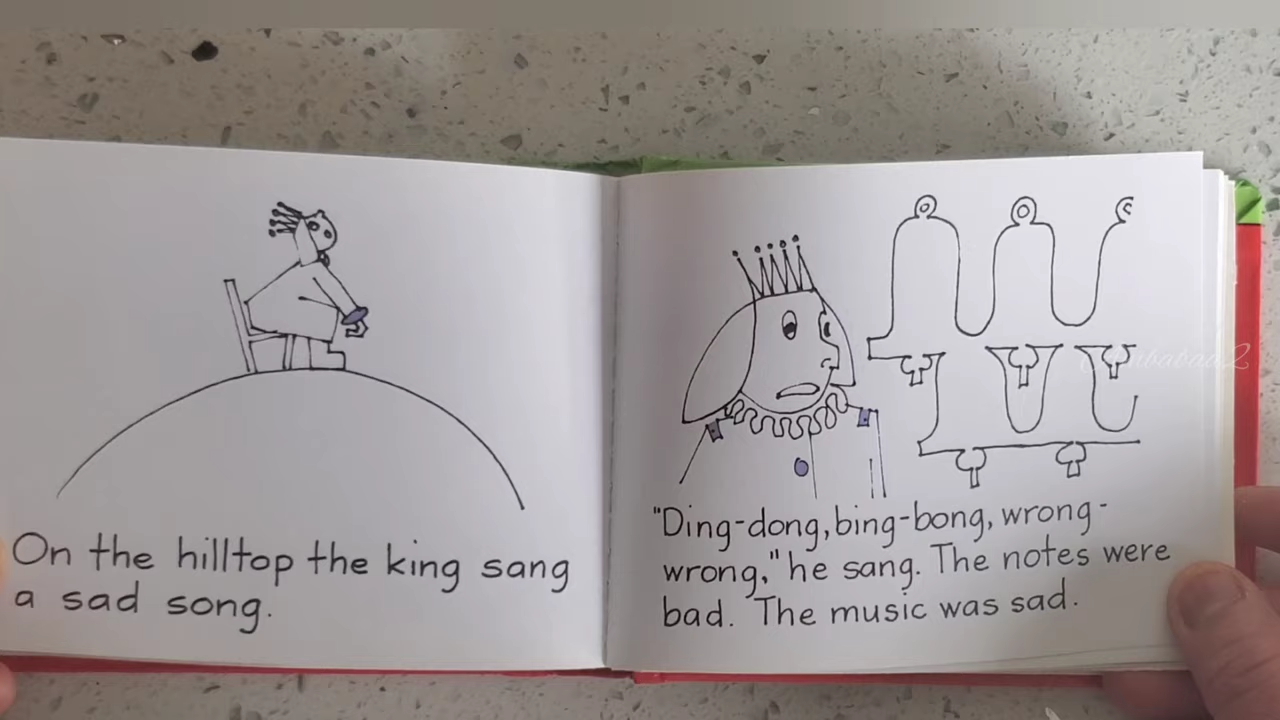 On the hilltop the king sang
a sad song.
"Ding-dong, bing-bong, wrong-
wrong," he sang. The notes were
bad. The music was sad.